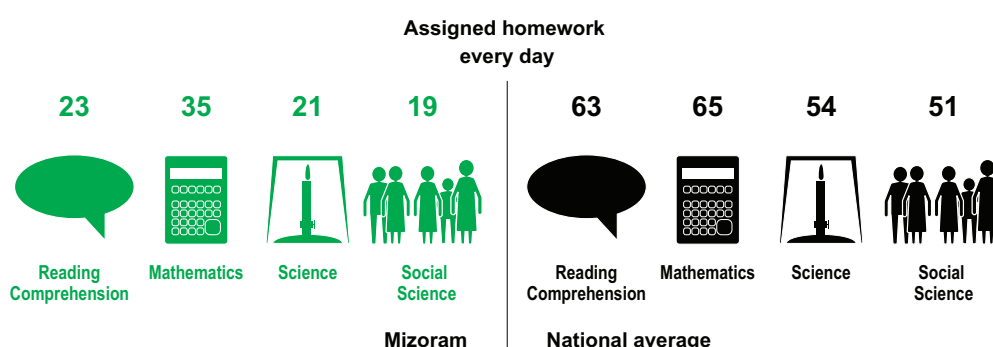 Assigned homework
every day
23 35 21 19
63 65 54 51
Reading
Comprehension
Mathematics
Science
Social
Science
Reading
Comprehension
Mathematics
Science
Social
Science
Mizoram
National average